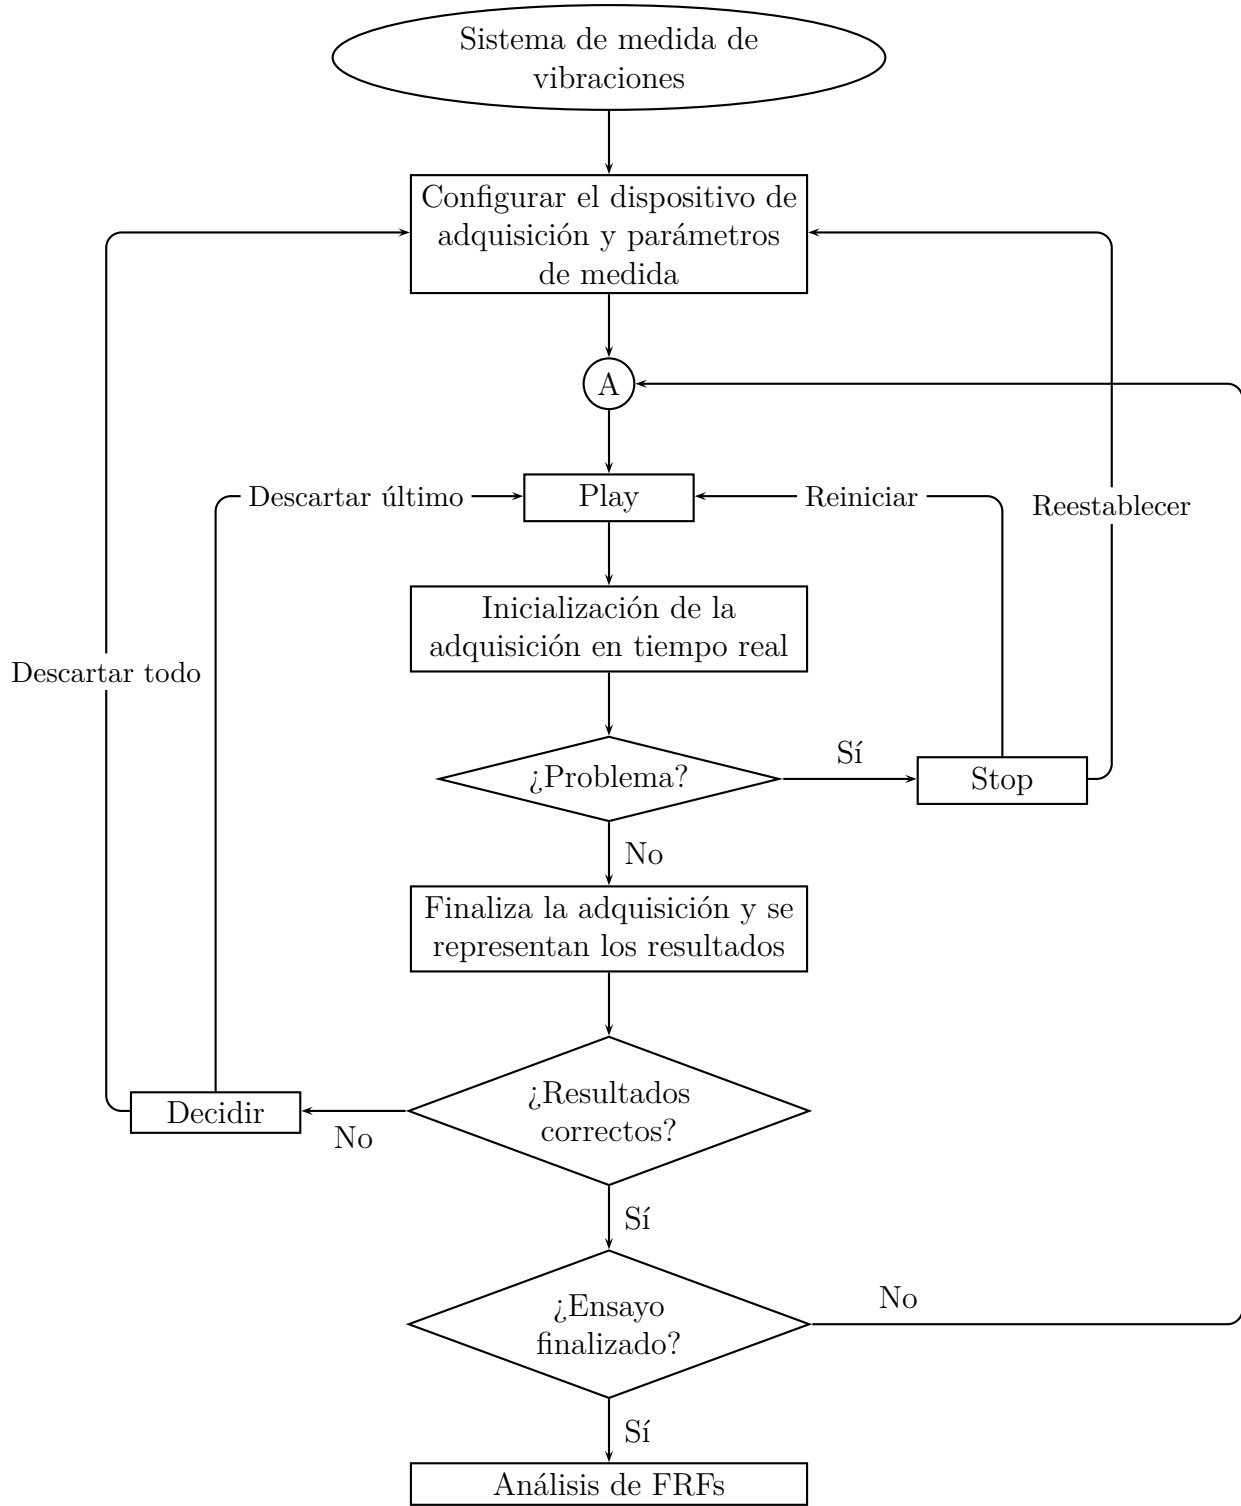 Sistema de medida de
vibraciones
Configurar el dispositivo de
adquisición y parámetros
de medida
A
Descartar último
Play
Reiniciar
Reestablecer
Inicialización de la
adquisición en tiempo real
Descartar todo
¿Problema?
Sí
Stop
No
Finaliza la adquisición y se
representan los resultados
¿Resultados
correctos?
Decidir
No
Sí
¿Ensayo
finalizado?
No
Sí
Análisis de FRFs